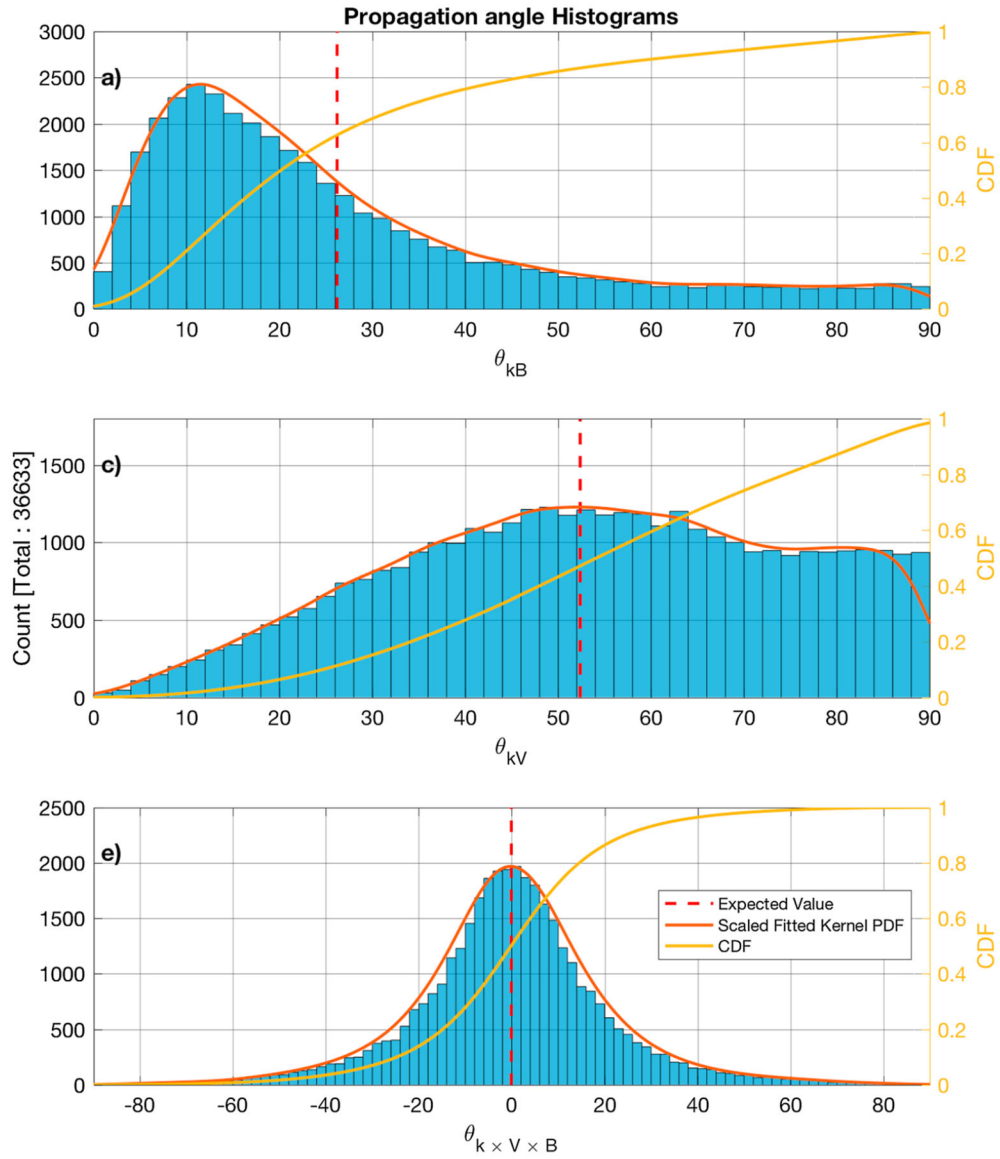 Propagation angle Histograms
a)
3000
2500
2000
1500
1000
500
0
0 10 20 30 40 50 60 70 80 90
θkB
1
0.8
0.6
0.4
0.2
0
CDF
c)
Count [Total : 36633]
1500
1000
500
0
0 10 20 30 40 50 60 70 80 90
θkV
1
0.8
0.6
0.4
0.2
0
CDF
e)
2500
2000
1500
1000
500
0
-80 -60 -40 -20 0 20 40 60 80
θk × V × B
1
0.8
0.6
0.4
0.2
0
CDF
Expected Value
Scaled Fitted Kernel PDF
CDF